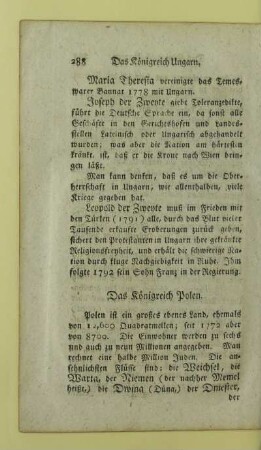 288 Das Königreich Ungarn.
Maria Theresia vereinigte das Temes-
warer Bannat 1778 mit Ungarn.
Joseph der Zweyte giebt Toleranzedikte,
führt die Deutsche Sprache ein, da sonst alle
Geschäfte in den Gerichtshöfen und Landes-
stellen Lateinisch oder Ungarisch abgehandelt
wurden; was aber die Nation am härtesten
kränkt, ist, daß er die Krone nach Wien brin-
gen läßt.
Man kann denken, daß es um die Ober-
herrschaft in Ungarn, wie allenthalben, viele
Kriege gegeben hat.
Leopold der Zweyte muß im Frieden mit
den Türken (1791) alle, durch das Blut vieler
Tausende erkaufte Eroberungen zurück geben,
sichert den Protestanten in Ungarn ihre gekränkte
Religionsfreyheit, und erhält die schwierige Na-
tion durch kluge Nachgiebigkeit in Ruhe. Ihm
folgte 1792 sein Sohn Franz in der Regierung.
Das Königreich Polen.
Polen ist ein großes ebenes Land, ehemals
von 12,600 Quadratmeilen; seit 1772 aber
von 8700. Die Einwohner werden zu sechs
und auch zu neun Millionen angegeben. Man
rechnet eine halbe Million Juden. Die an-
sehnlichsten Flüsse sind: die Weichsel, die
Warta, der Niemen (der nachher Memel
heißt,) die Dwina (Düna,) der Dniester,
der